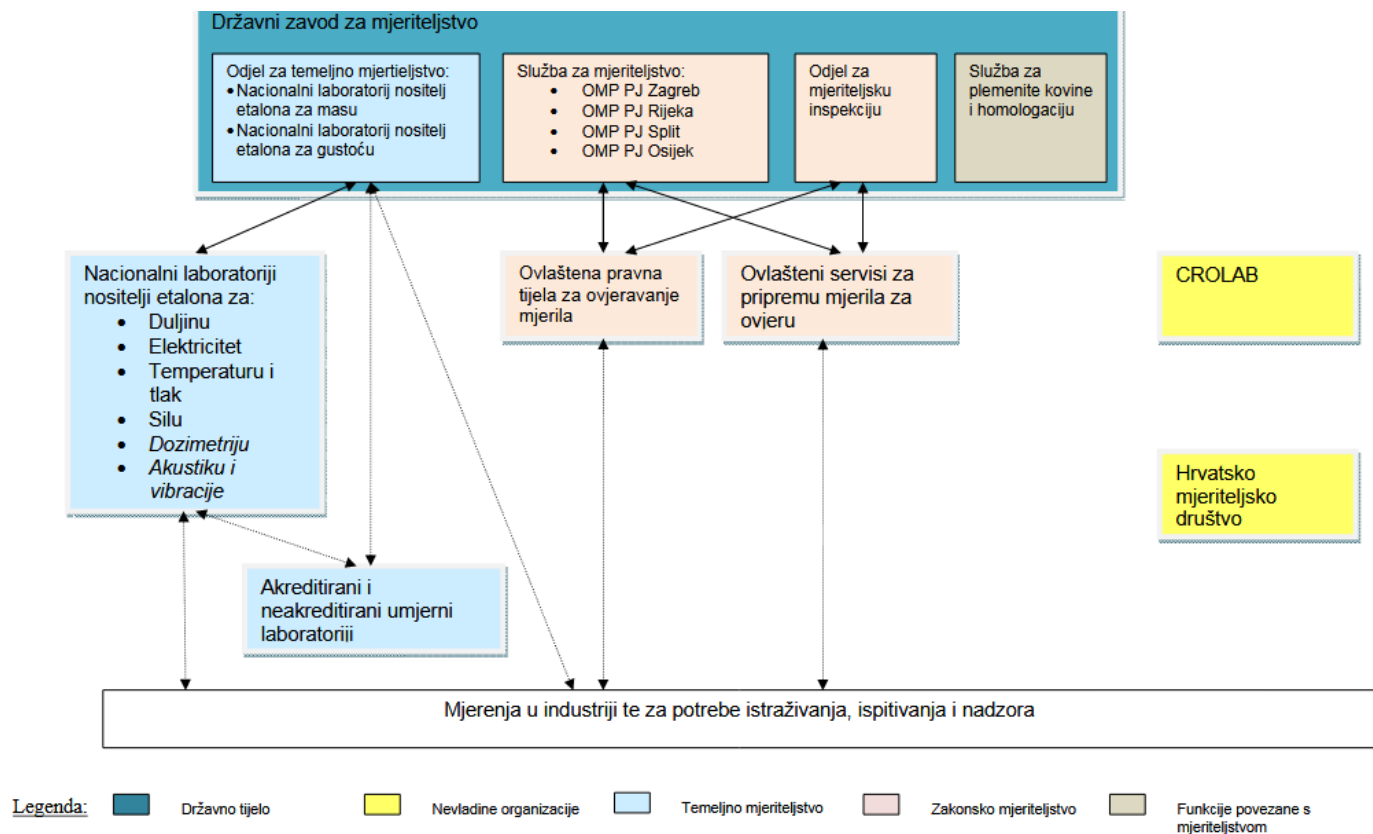 Državni zavod za mjeriteljstvo
Odjel za temeljno mjertieljstvo:
• Nacionalni laboratorij nositelj
etalona za masu
• Nacionalni laboratorij nositelj
etalona za gustoću
Služba za mjeriteljstvo:
• OMP PJ Zagreb
• OMP PJ Rijeka
• OMP PJ Split
• OMP PJ Osijek
Odjel za
mjeriteljsku
inspekciju
Služba za
plemenite kovine
i homologaciju
Nacionalni laboratoriji
nositelji etalona za:
• Duljinu
• Elektricitet
• Temperaturu i
tlak
• Silu
• Dozimetriju
• Akustiku i
vibracije
Ovlaštena pravna
tijela za ovjeravanje
mjerila
Ovlašteni servisi za
pripremu mjerila za
ovjeru
CROLAB
Hrvatsko
mjeriteljsko
društvo
Akreditirani i
neakreditirani umjerni
laboratoriji
Mjerenja u industriji te za potrebe istraživanja, ispitivanja i nadzora
Legenda:
Državno tijelo
Nevladine organizacije
Temeljno mjeriteljstvo
Zakonsko mjeriteljstvo
Funkcije povezane s
mjeriteljstvom